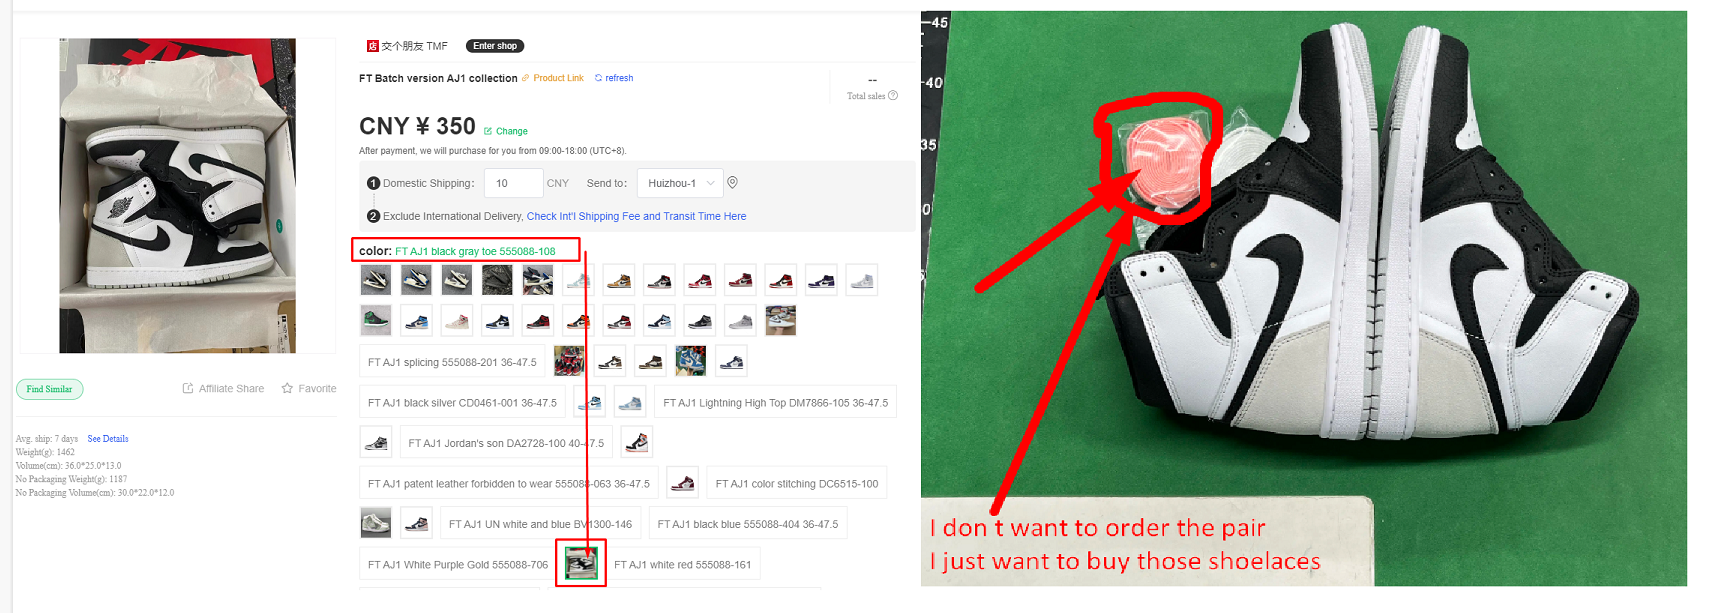 店 交个朋友 TMF Enter shop
FT Batch version AJ1 collection Product Link refresh
--
Total sales ?
CNY ¥ 350 Change
After payment, we will purchase for you from 09:00-18:00 (UTC+8).
1 Domestic Shipping: 10 CNY Send to: Huizhou-1
2 Exclude International Delivery, Check Int'l Shipping Fee and Transit Time Here
color: FT AJ1 black gray toe 555088-108
FT AJ1 splicing 555088-201 36-47.5
FT AJ1 black silver CD0461-001 36-47.5
FT AJ1 Lightning High Top DM7866-105 36-47.5
FT AJ1 Jordan's son DA2728-100 40-47.5
FT AJ1 patent leather forbidden to wear 555088-063 36-47.5
FT AJ1 color stitching DC6515-100
FT AJ1 UN white and blue BV1300-146
FT AJ1 black blue 555088-404 36-47.5
FT AJ1 White Purple Gold 555088-706
FT AJ1 white red 555088-161
Find Similar
Affiliate Share
Favorite
Avg. ship: 7 days See Details
Weight(g): 1462
Volume(cm): 36.0*25.0*13.0
No Packaging Weight(g): 1187
No Packaging Volume(cm): 30.0*22.0*12.0
45
40
35
I don t want to order the pair
I just want to buy those shoelaces